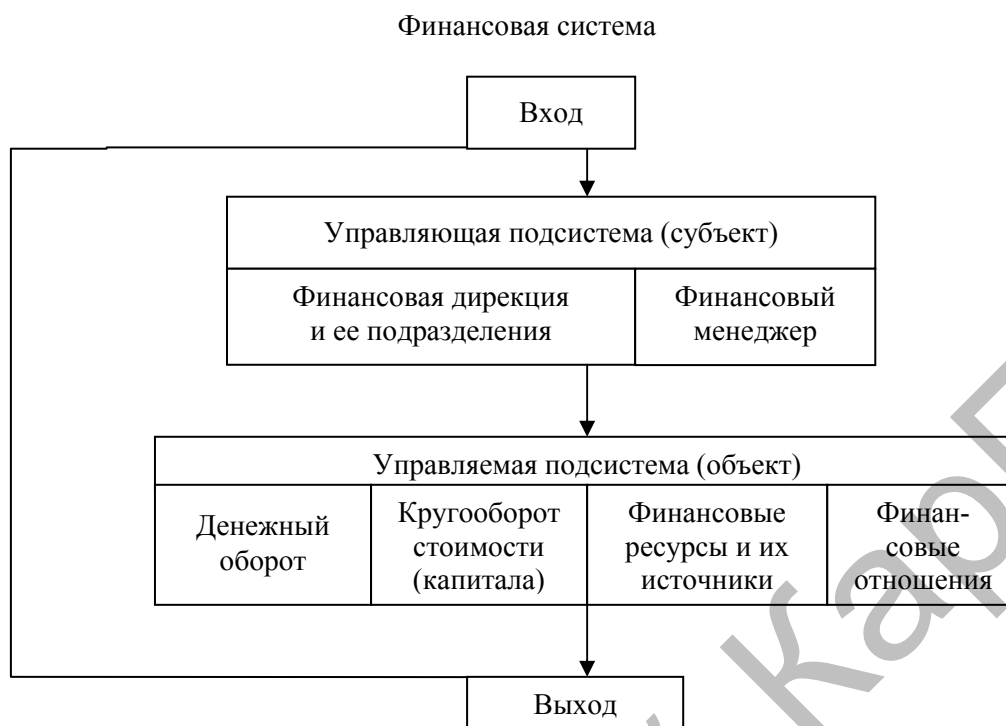 Финансовая система
Вход
Управляющая подсистема (субъект)
Финансовая дирекция
и ее подразделения
Финансовый
менеджер
Управляемая подсистема (объект)
Денежный
оборот
Кругооборот
стоимости
(капитала)
Финансовые
ресурсы и их
источники
Финан-
совые
отношения
Выход